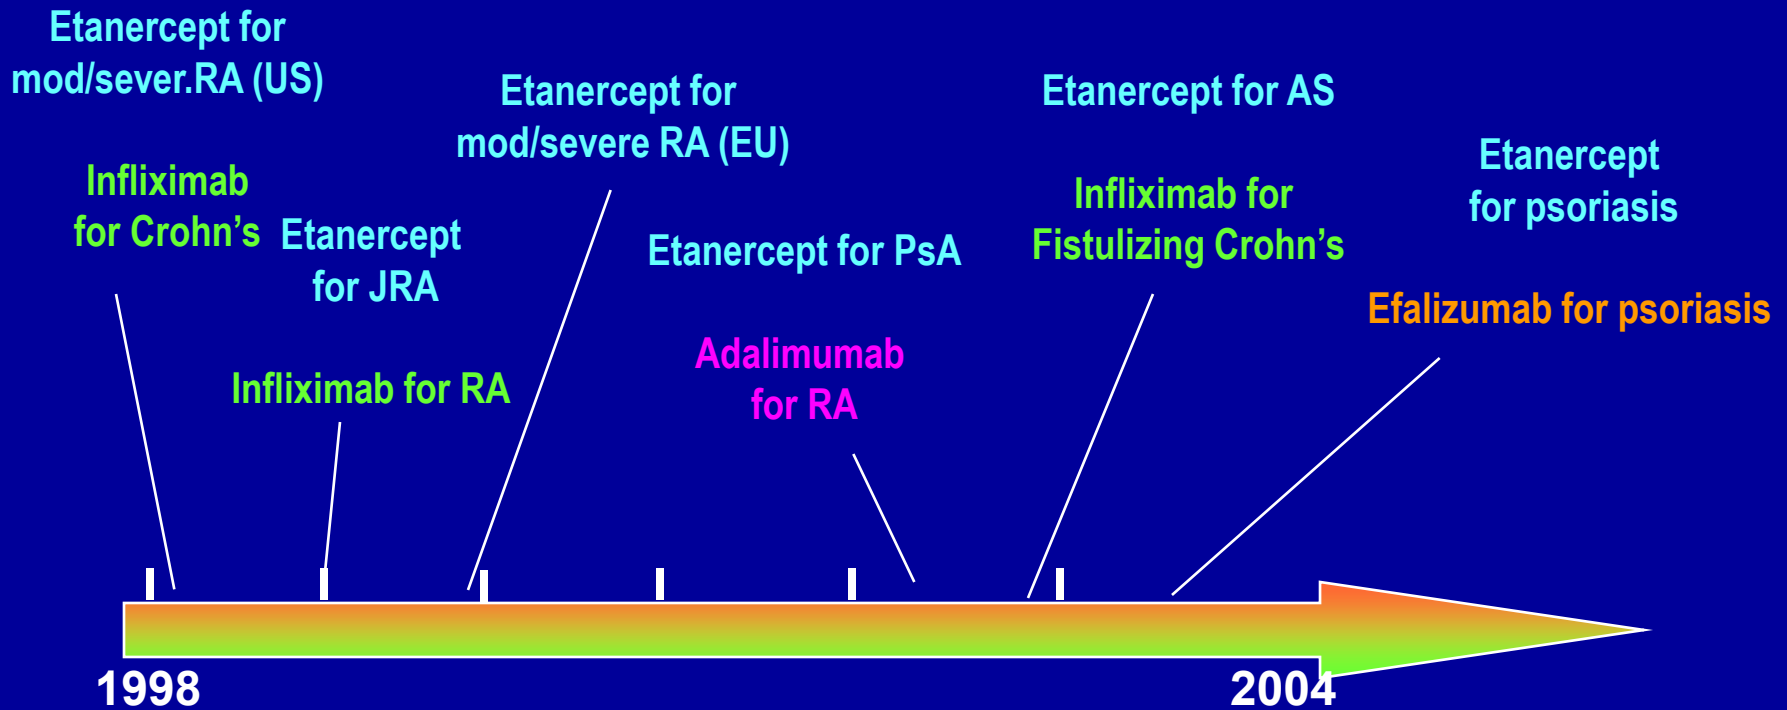 Etanercept for
mod/sever.RA (US)
Infliximab
for Crohn’s
Etanercept
for JRA
Infliximab for RA
Etanercept for
mod/severe RA (EU)
Etanercept for PsA
Adalimumab
for RA
Etanercept for AS
Infliximab for
Fistulizing Crohn’s
Etanercept
for psoriasis
Efalizumab for psoriasis
1998
2004